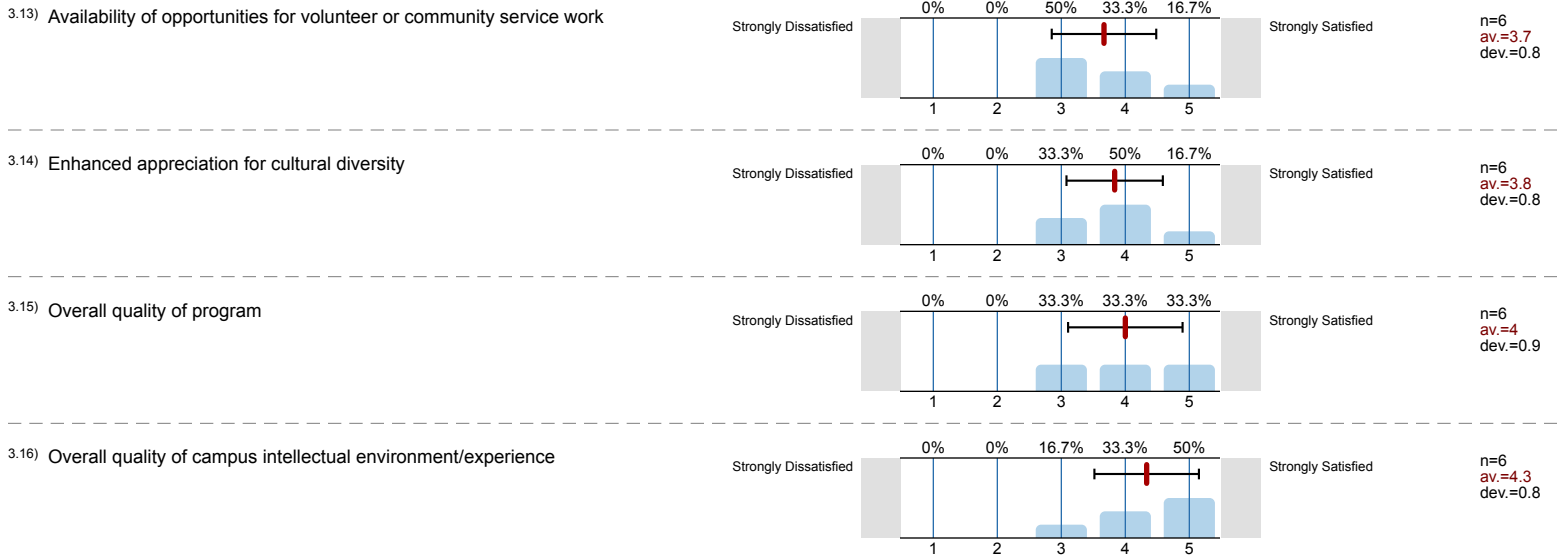 3.13) Availability of opportunities for volunteer or community service work
Strongly Dissatisfied
0% 0% 50% 33.3% 16.7%
1 2 3 4 5
Strongly Satisfied
n=6
av.=3.7
dev.=0.8
3.14) Enhanced appreciation for cultural diversity
Strongly Dissatisfied
0% 0% 33.3% 50% 16.7%
1 2 3 4 5
Strongly Satisfied
n=6
av.=3.8
dev.=0.8
3.15) Overall quality of program
Strongly Dissatisfied
0% 0% 33.3% 33.3% 33.3%
1 2 3 4 5
Strongly Satisfied
n=6
av.=4
dev.=0.9
3.16) Overall quality of campus intellectual environment/experience
Strongly Dissatisfied
0% 0% 16.7% 33.3% 50%
1 2 3 4 5
Strongly Satisfied
n=6
av.=4.3
dev.=0.8